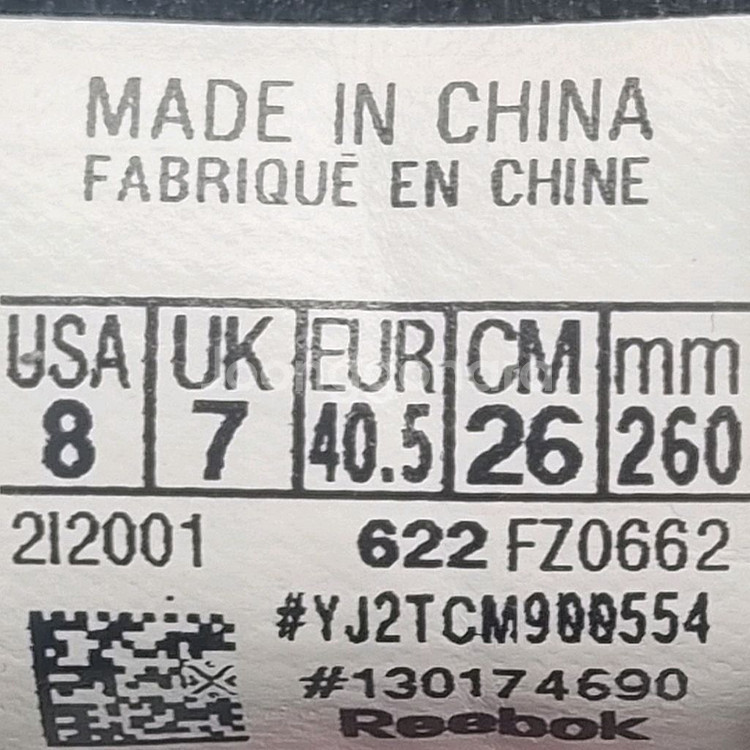 MADE IN CHINA
FABRIQUÉ EN CHINE
USA UK EUR CM mm
8 7 40.5 26 260
2I2001 622 FZ0662
#YJ2TCM900554
#130174690
Reebok